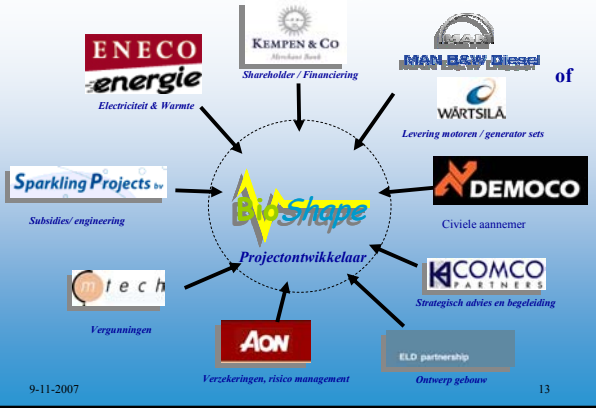 ENECO
energie
Electriciteit & Warmte
KEMPEN & CO
Merchant Bank
Shareholder / Financiering
MAN
MAN B&W Diesel
of
WÄRTSILÄ
Levering motoren / generator sets
Sparkling Projects bv
Subsidies/ engineering
BioShape
Projectontwikkelaar
DEMOCO
Civiele aannemer
mtech
Vergunningen
COMCO
PARTNERS
Strategisch advies en begeleiding
AON
Verzekeringen, risico management
ELD partnership
Ontwerp gebouw
9-11-2007
13